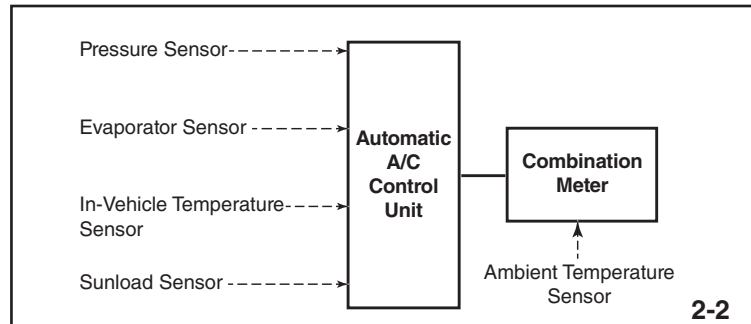 Pressure Sensor
Evaporator Sensor
In-Vehicle Temperature
Sensor
Sunload Sensor
Automatic
A/C
Control
Unit
Combination
Meter
Ambient Temperature
Sensor
2-2